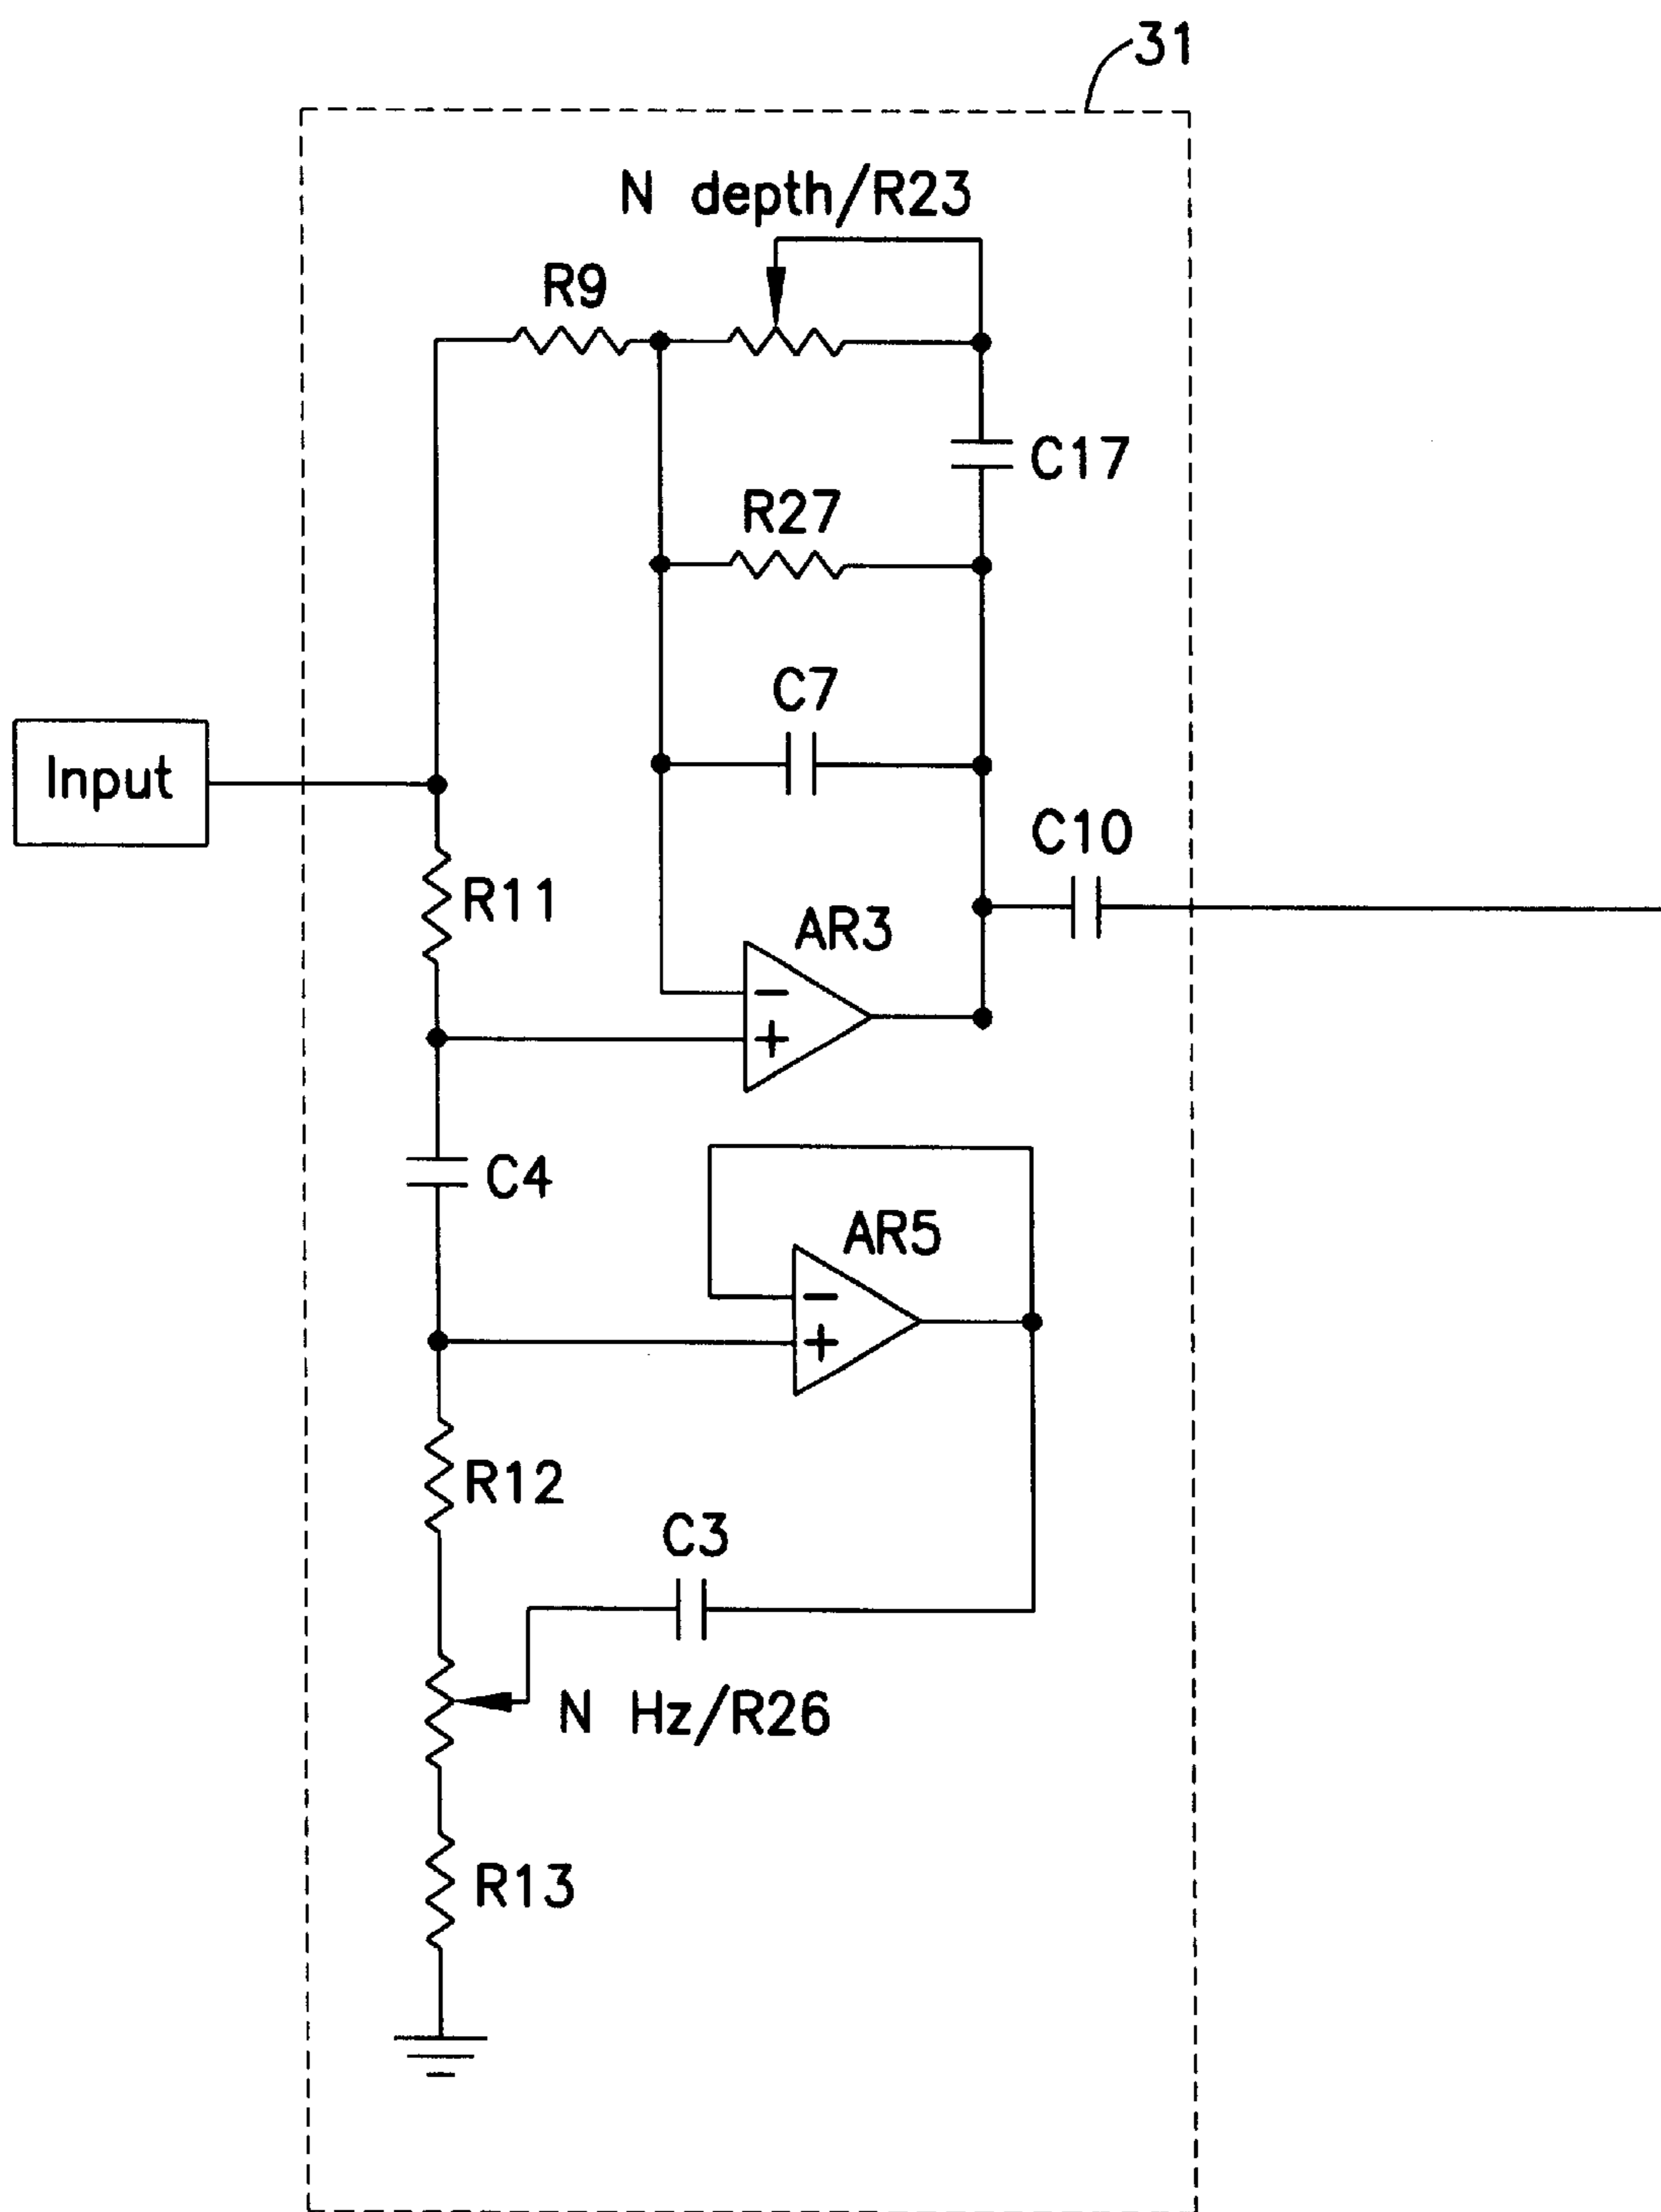 31
N depth/R23
R9
C17
R27
C7
Input
C10
R11
AR3
-
+
C4
AR5
-
+
R12
C3
N Hz/R26
R13